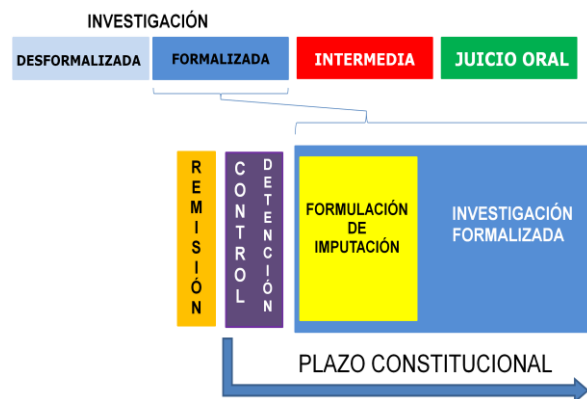 INVESTIGACIÓN
DESFORMALIZADA
FORMALIZADA
INTERMEDIA
JUICIO ORAL
REMISIÓN
CONTROL
DETENCIÓN
FORMULACIÓN
DE
IMPUTACIÓN
INVESTIGACIÓN
FORMALIZADA
PLAZO CONSTITUCIONAL